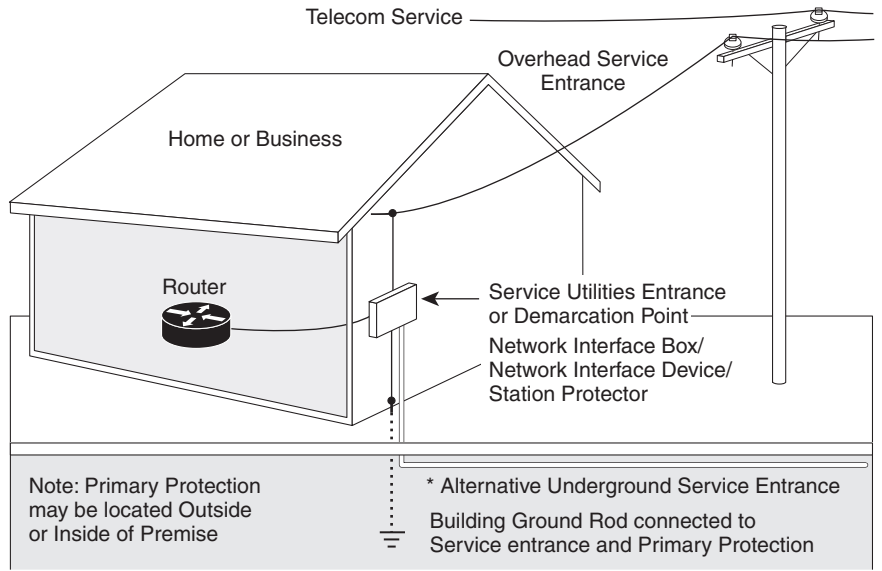 Telecom Service
Overhead Service
Entrance
Home or Business
Router
Service Utilities Entrance
or Demarcation Point
Network Interface Box/
Network Interface Device/
Station Protector
Note: Primary Protection
may be located Outside
or Inside of Premise
* Alternative Underground Service Entrance
Building Ground Rod connected to
Service entrance and Primary Protection